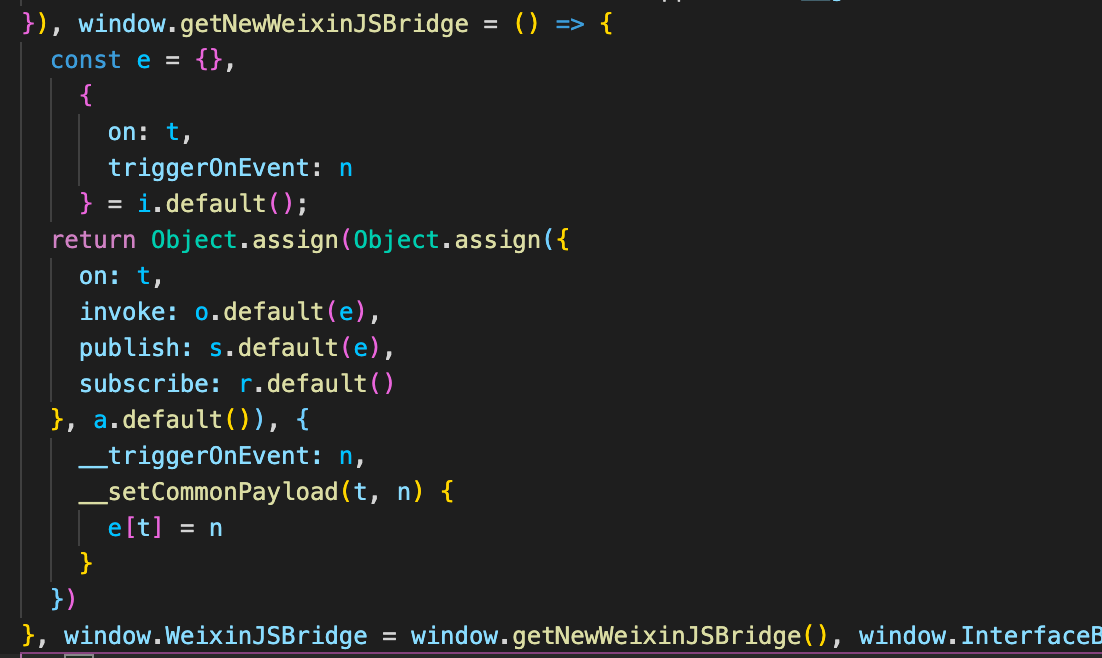 }), window.getNewWeixinJSBridge = () => {
const e = {},
{
on: t,
triggerOnEvent: n
} = i.default();
return Object.assign(Object.assign({
on: t,
invoke: o.default(e),
publish: s.default(e),
subscribe: r.default()
}, a.default()), {
__triggerOnEvent: n,
__setCommonPayload(t, n) {
e[t] = n
}
})
}, window.WeixinJSBridge = window.getNewWeixinJSBridge(), window.InterfaceB